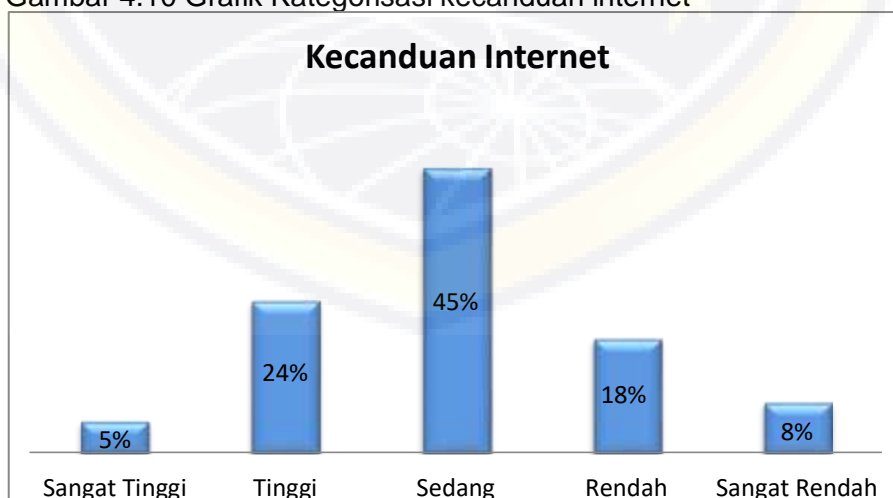 Gambar 4.10 Grafik Kategorisasi kecanduan internet
Kecanduan Internet
45%
24%
18%
5%
8%
Sangat Tinggi Tinggi Sedang Rendah Sangat Rendah